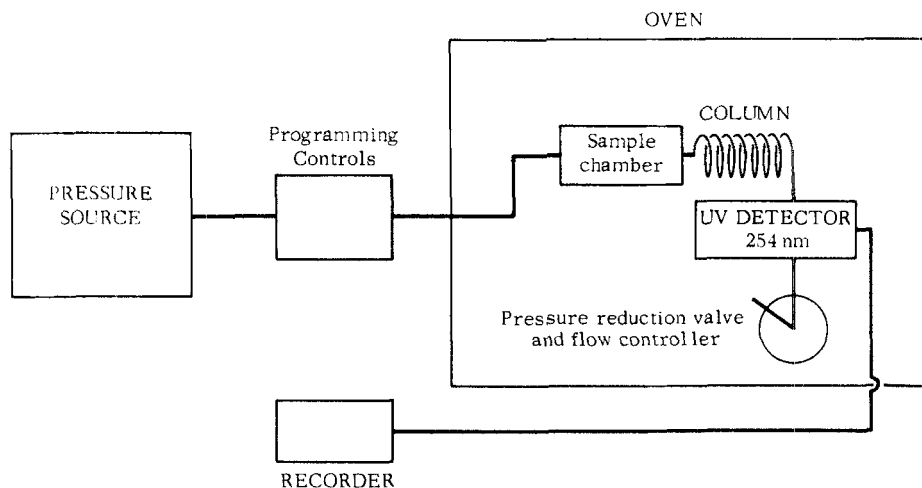 OVEN
COLUMN
Programming
Controls
Sample
chamber
PRESSURE
SOURCE
UV DETECTOR
254 nm
Pressure reduction valve
and flow controller
RECORDER